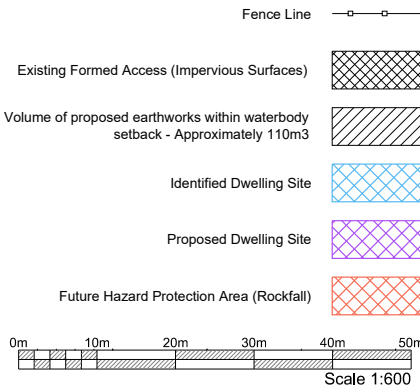 Fence Line
Existing Formed Access (Impervious Surfaces)
Volume of proposed earthworks within waterbody
setback - Approximately 110m3
Identified Dwelling Site
Proposed Dwelling Site
Future Hazard Protection Area (Rockfall)
0m 10m 20m 30m 40m 50m
Scale 1:600